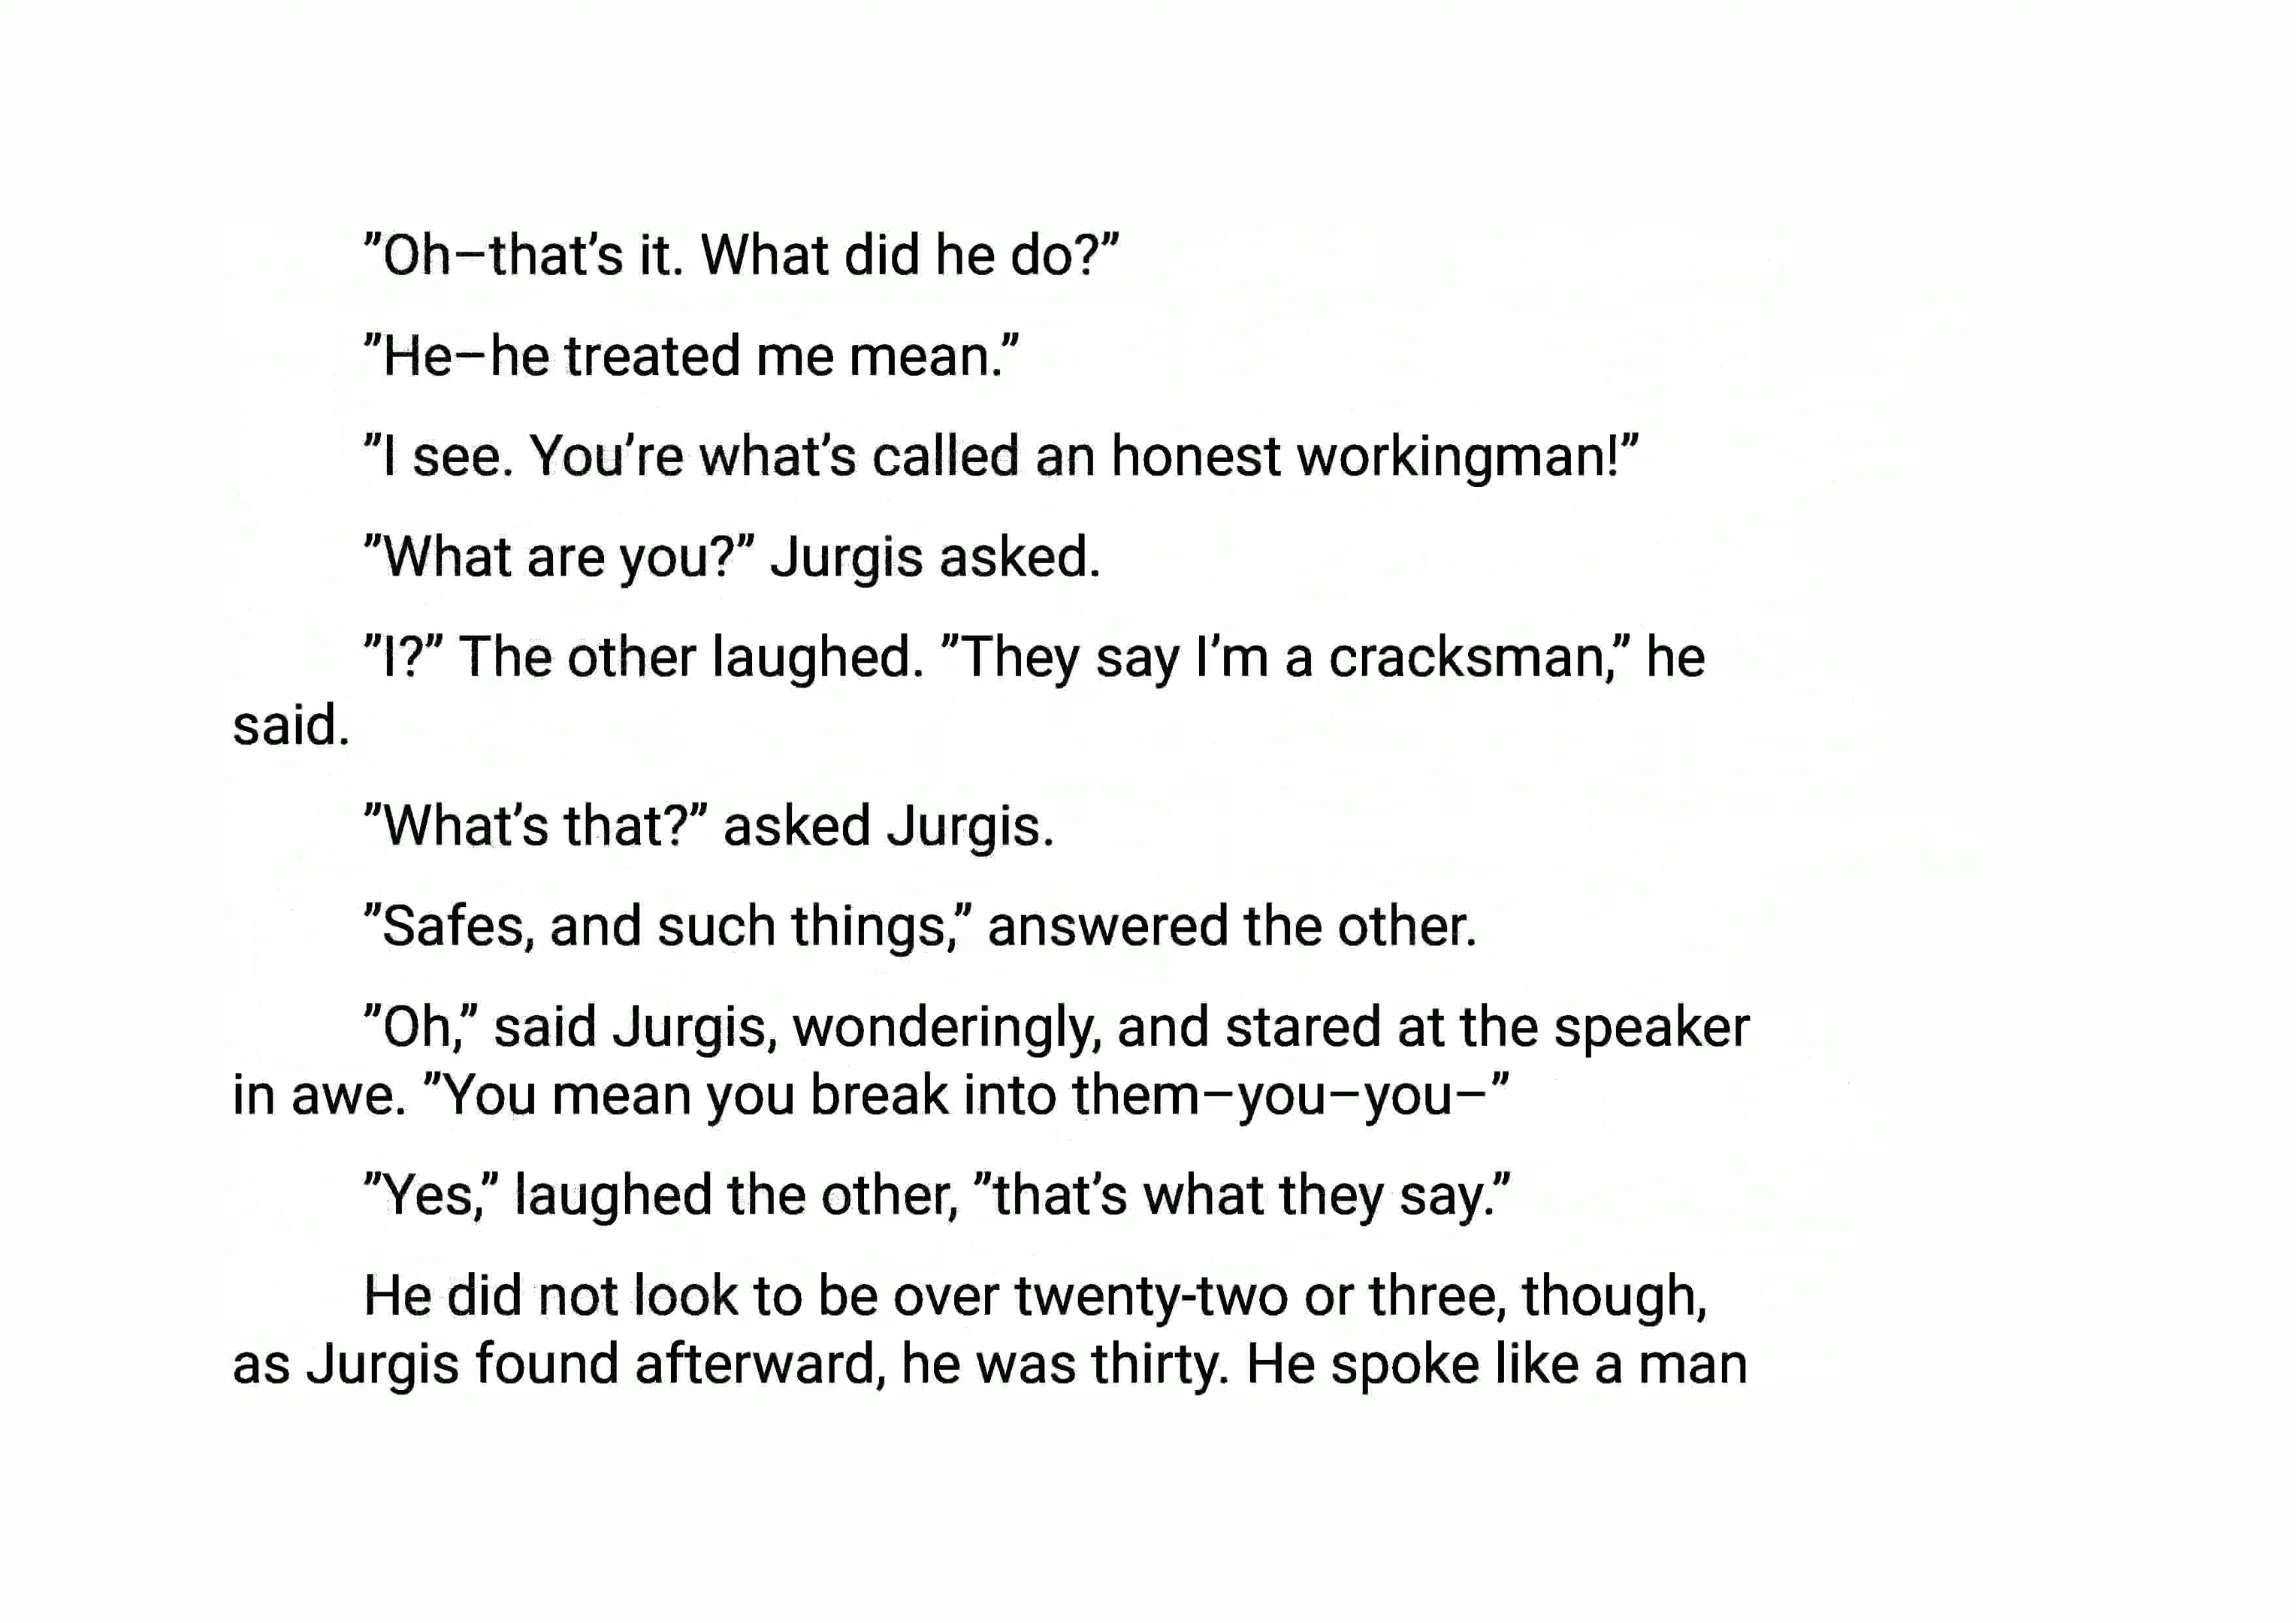 ”Oh–that’s it. What did he do?”
”He–he treated me mean.”
”I see. You’re what’s called an honest workingman!”
”What are you?” Jurgis asked.
”I?” The other laughed. ”They say I’m a cracksman,” he
said.
”What’s that?” asked Jurgis.
”Safes, and such things,” answered the other.
”Oh,” said Jurgis, wonderingly, and stared at the speaker
in awe. ”You mean you break into them–you–you–”
”Yes,” laughed the other, ”that’s what they say.”
He did not look to be over twenty-two or three, though,
as Jurgis found afterward, he was thirty. He spoke like a man